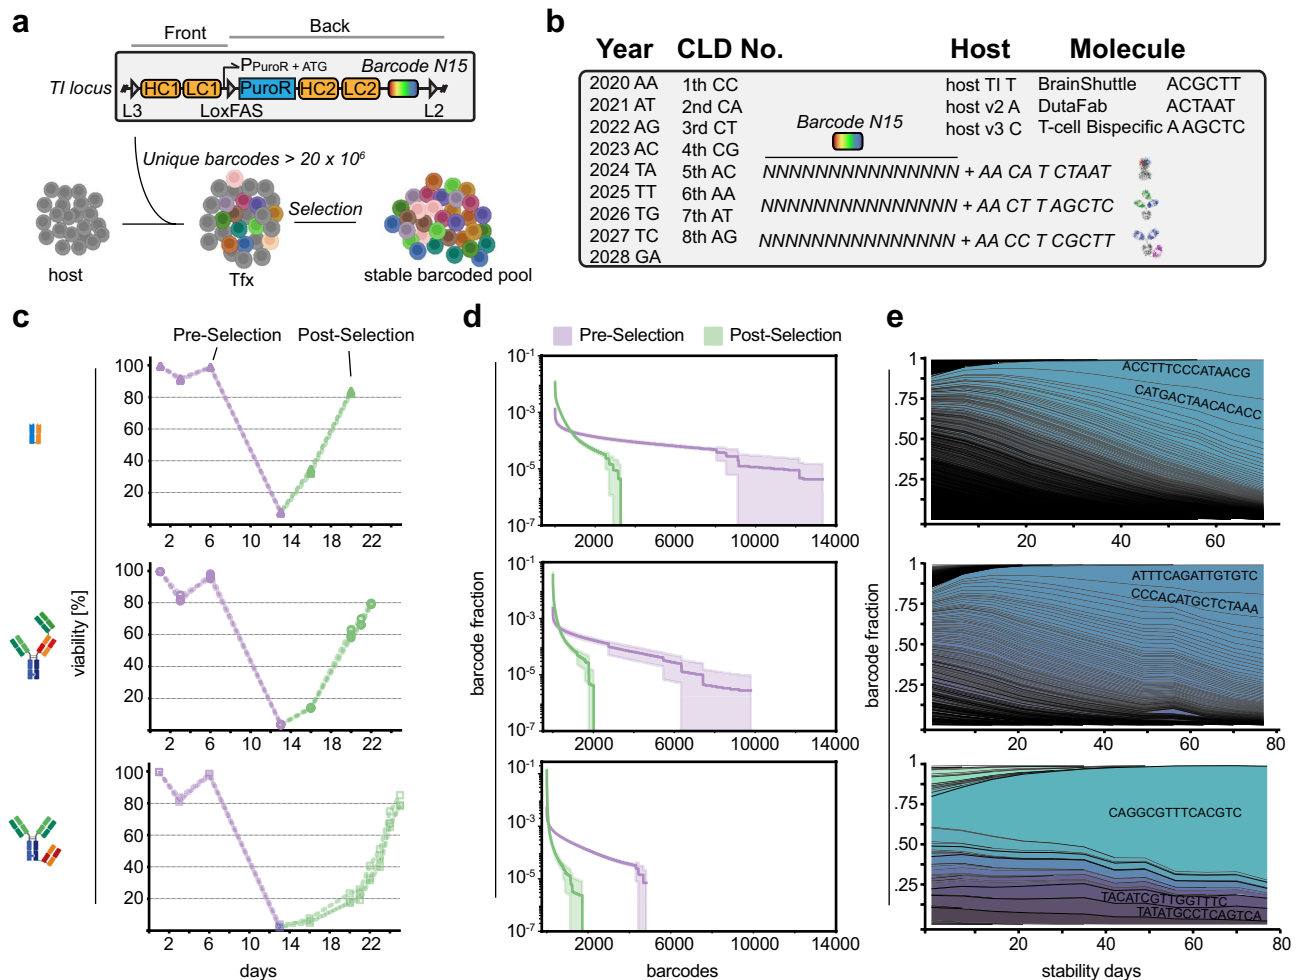 a
Front
Back
PPuroR + ATG
Barcode N15
TI locus
HC1
LC1
PuroR
HC2
LC2
L3
LoxFAS
L2
Unique barcodes > 20 x 10⁶
Selection
host
Tfx
stable barcoded pool
b
Year CLD No. Host Molecule
2020 AA 1th CC host TI T BrainShuttle ACGCTT
2021 AT 2nd CA host v2 A DutaFab ACTAAT
2022 AG 3rd CT host v3 C T-cell Bispecific A AGCTC
2023 AC 4th CG
2024 TA 5th AC
2025 TT 6th AA
2026 TG 7th AT
2027 TC 8th AG
2028 GA
Barcode N15
NNNNNNNNNNNNNNN + AA CA T CTAAT
NNNNNNNNNNNNNNN + AA CT T AGCTC
NNNNNNNNNNNNNNN + AA CC T CGCTT
c
Pre-Selection
Post-Selection
viability [%]
100
80
60
40
20
2 6 10 14 18 22
100
80
60
40
20
2 6 10 14 18 22
100
80
60
40
20
2 6 10 14 18 22
days
d
Pre-Selection
Post-Selection
barcode fraction
10⁻¹
10⁻³
10⁻⁵
10⁻⁷
2000 6000 10000 14000
10⁻¹
10⁻³
10⁻⁵
10⁻⁷
2000 6000 10000 14000
10⁻¹
10⁻³
10⁻⁵
10⁻⁷
2000 6000 10000 14000
barcodes
e
barcode fraction
1
.75
.50
.25
ACCTTTCCCATAACG
CATGACTAACACACC
20 60
1
.75
.50
.25
ATTTCAGATTGTGTC
CCCACATGCTCTAAA
20 40 60 80
1
.75
.50
.25
CAGGCGTTTCACGTC
TACATCGTTGGTTTC
TATATGCCTCAGTCA
20 40 60 80
stability days